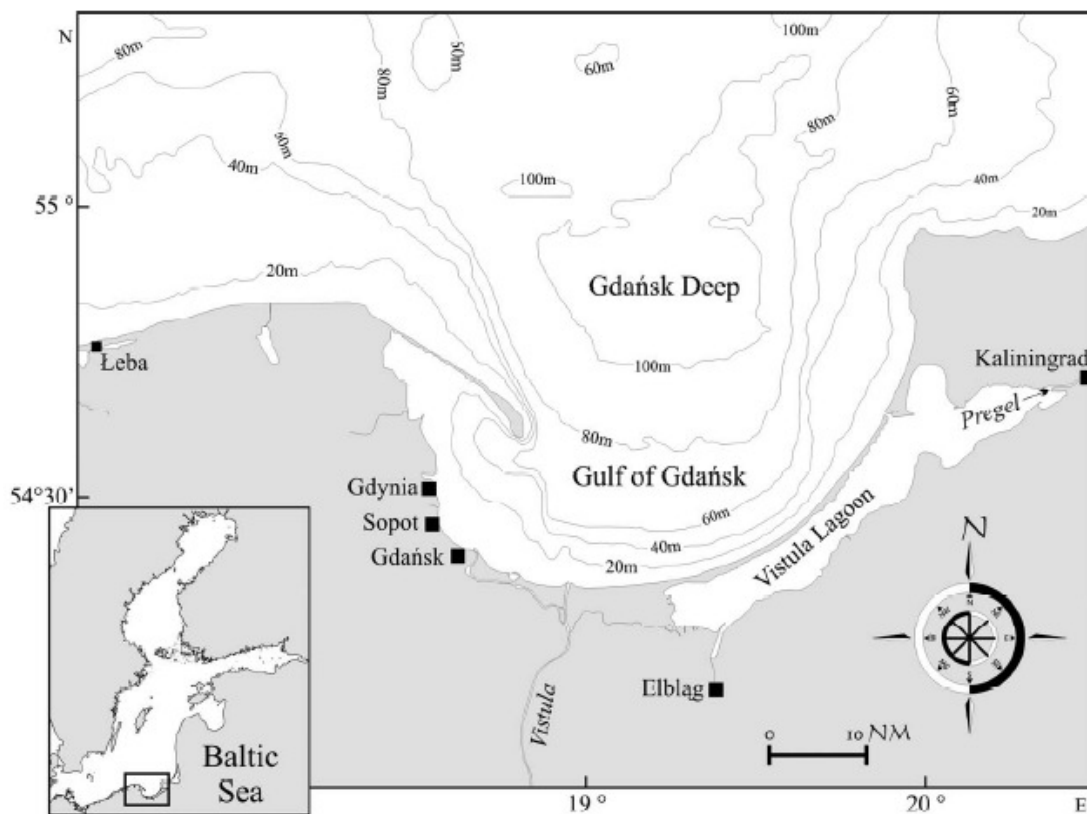 N
80m
50m
100m
60m
80m
60m
80m
60m
40m
100m
40m
55 °
20m
20m
Gdańsk Deep
Łeba
100m
Kaliningrad
Pregel
80m
Gulf of Gdańsk
54°30'
Gdynia
60m
Sopot
40m
Gdańsk
20m
Vistula Lagoon
N
Elbląg
Vistula
0 10 NM
Baltic
Sea
19 °
20 °
E